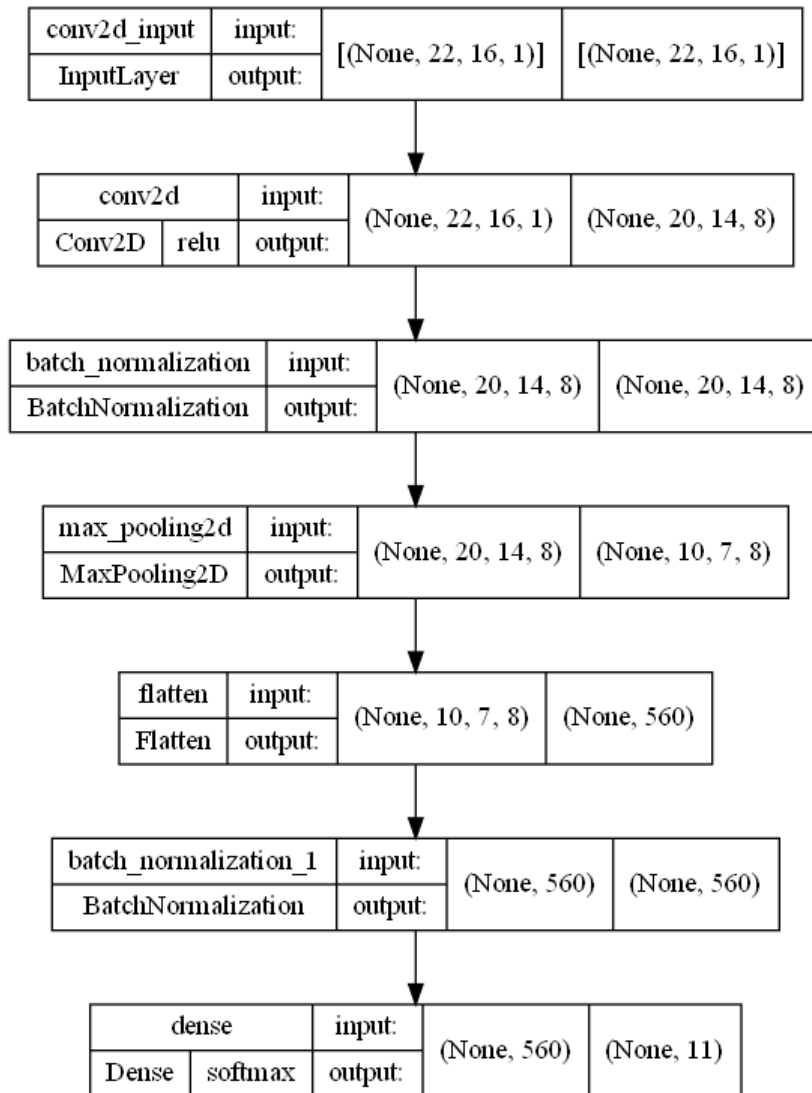 conv2d_input input: [(None, 22, 16, 1)] [(None, 22, 16, 1)]
InputLayer output:
conv2d input: (None, 22, 16, 1) (None, 20, 14, 8)
Conv2D relu output:
batch_normalization input: (None, 20, 14, 8) (None, 20, 14, 8)
BatchNormalization output:
max_pooling2d input: (None, 20, 14, 8) (None, 10, 7, 8)
MaxPooling2D output:
flatten input: (None, 10, 7, 8) (None, 560)
Flatten output:
batch_normalization_1 input: (None, 560) (None, 560)
BatchNormalization output:
dense input: (None, 560) (None, 11)
Dense softmax output: